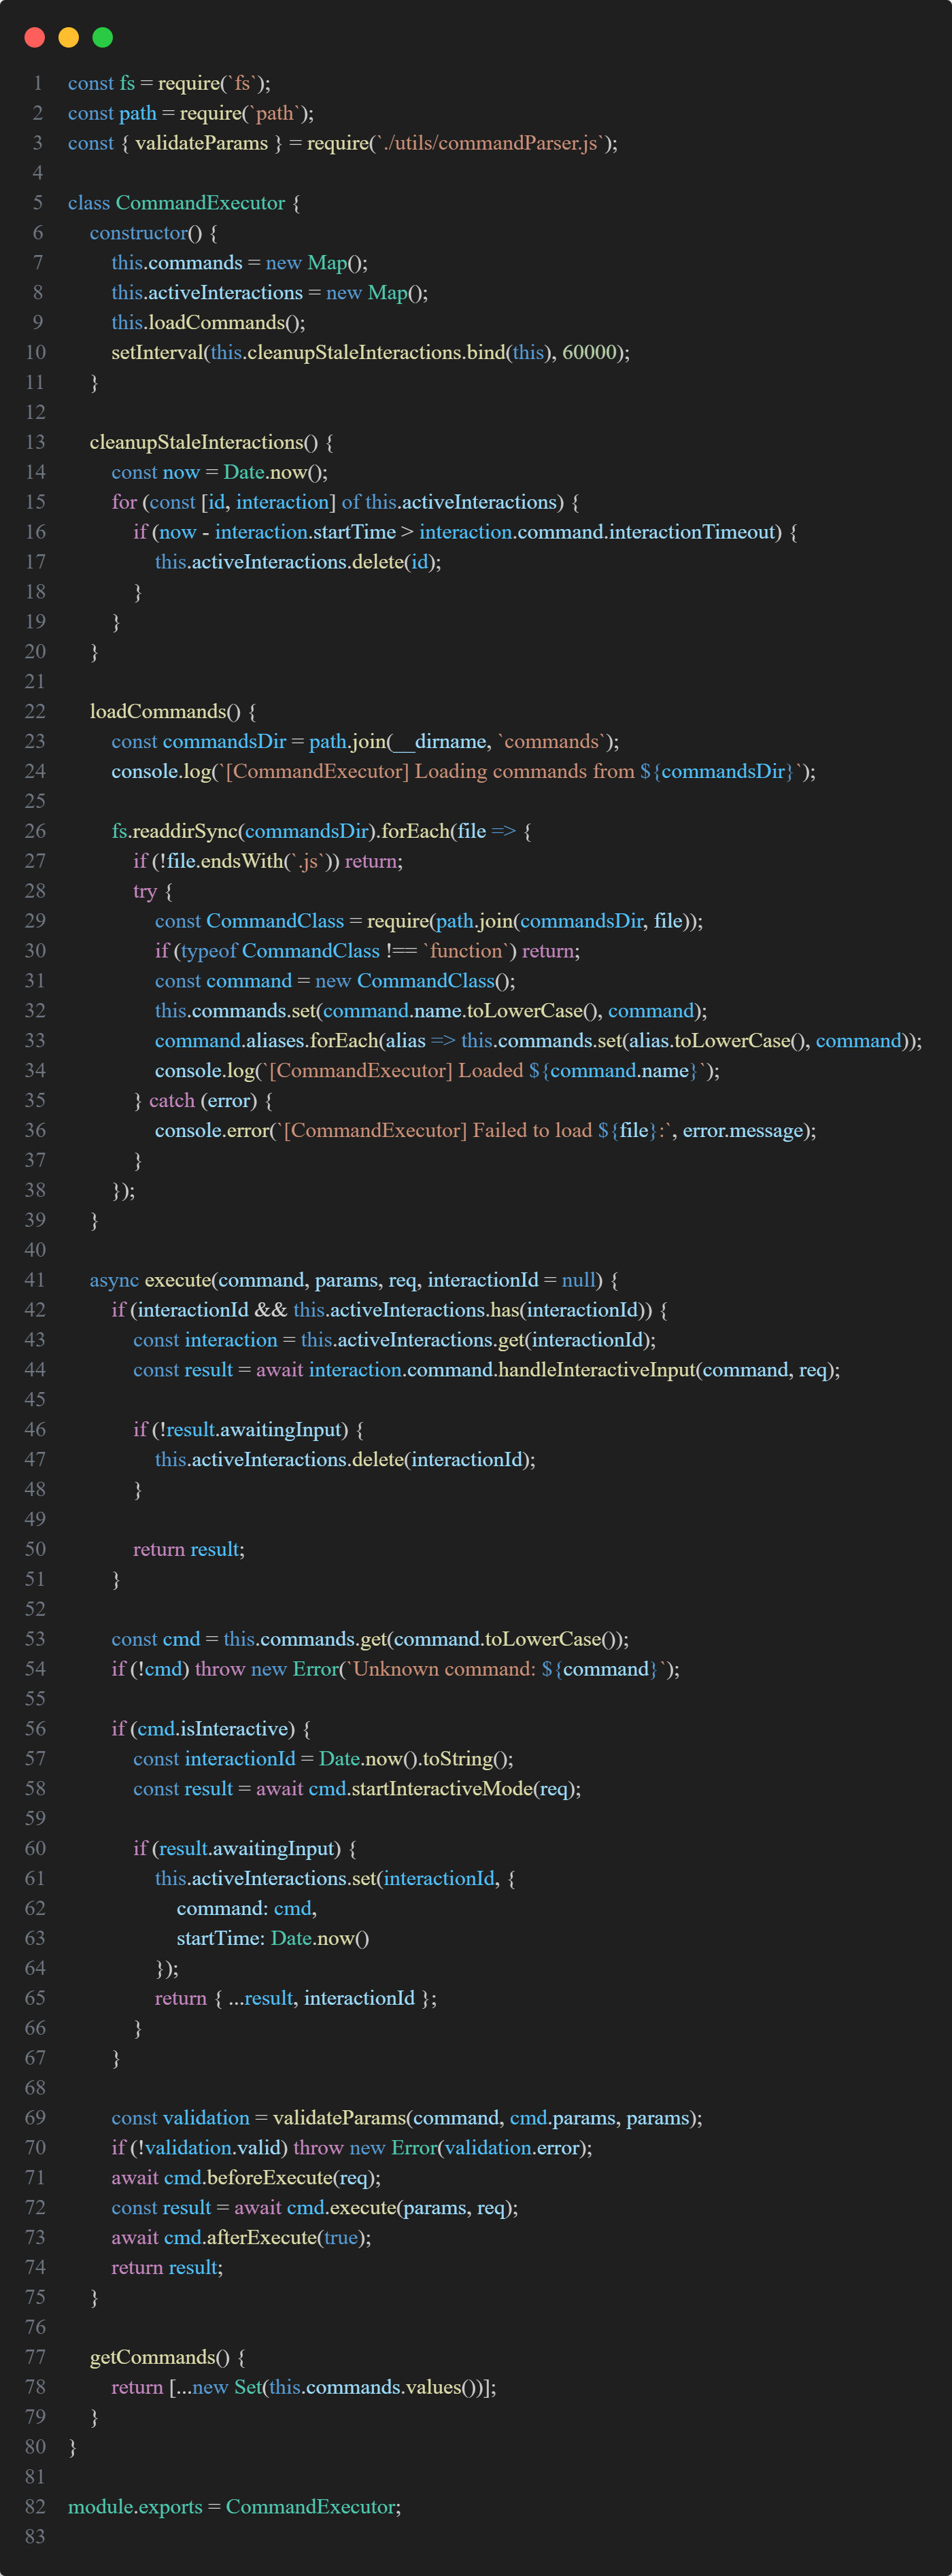 1 const fs = require(`fs`);
2 const path = require(`path`);
3 const { validateParams } = require(`./utils/commandParser.js`);
4
5 class CommandExecutor {
6     constructor() {
7         this.commands = new Map();
8         this.activeInteractions = new Map();
9         this.loadCommands();
10         setInterval(this.cleanupStaleInteractions.bind(this), 60000);
11     }
12
13     cleanupStaleInteractions() {
14         const now = Date.now();
15         for (const [id, interaction] of this.activeInteractions) {
16             if (now - interaction.startTime > interaction.command.interactionTimeout) {
17                 this.activeInteractions.delete(id);
18             }
19         }
20     }
21
22     loadCommands() {
23         const commandsDir = path.join(__dirname, `commands`);
24         console.log(`[CommandExecutor] Loading commands from ${commandsDir}`);
25
26         fs.readdirSync(commandsDir).forEach(file => {
27             if (!file.endsWith(`.js`)) return;
28             try {
29                 const CommandClass = require(path.join(commandsDir, file));
30                 if (typeof CommandClass !== `function`) return;
31                 const command = new CommandClass();
32                 this.commands.set(command.name.toLowerCase(), command);
33                 command.aliases.forEach(alias => this.commands.set(alias.toLowerCase(), command));
34                 console.log(`[CommandExecutor] Loaded ${command.name}`);
35             } catch (error) {
36                 console.error(`[CommandExecutor] Failed to load ${file}:`, error.message);
37             }
38         });
39     }
40
41     async execute(command, params, req, interactionId = null) {
42         if (interactionId && this.activeInteractions.has(interactionId)) {
43             const interaction = this.activeInteractions.get(interactionId);
44             const result = await interaction.command.handleInteractiveInput(command, req);
45
46             if (!result.awaitingInput) {
47                 this.activeInteractions.delete(interactionId);
48             }
49
50             return result;
51         }
52
53         const cmd = this.commands.get(command.toLowerCase());
54         if (!cmd) throw new Error(`Unknown command: ${command}`);
55
56         if (cmd.isInteractive) {
57             const interactionId = Date.now().toString();
58             const result = await cmd.startInteractiveMode(req);
59
60             if (result.awaitingInput) {
61                 this.activeInteractions.set(interactionId, {
62                     command: cmd,
63                     startTime: Date.now()
64                 });
65                 return { ...result, interactionId };
66             }
67         }
68
69         const validation = validateParams(command, cmd.params, params);
70         if (!validation.valid) throw new Error(validation.error);
71         await cmd.beforeExecute(req);
72         const result = await cmd.execute(params, req);
73         await cmd.afterExecute(true);
74         return result;
75     }
76
77     getCommands() {
78         return [...new Set(this.commands.values())];
79     }
80 }
81
82 module.exports = CommandExecutor;
83